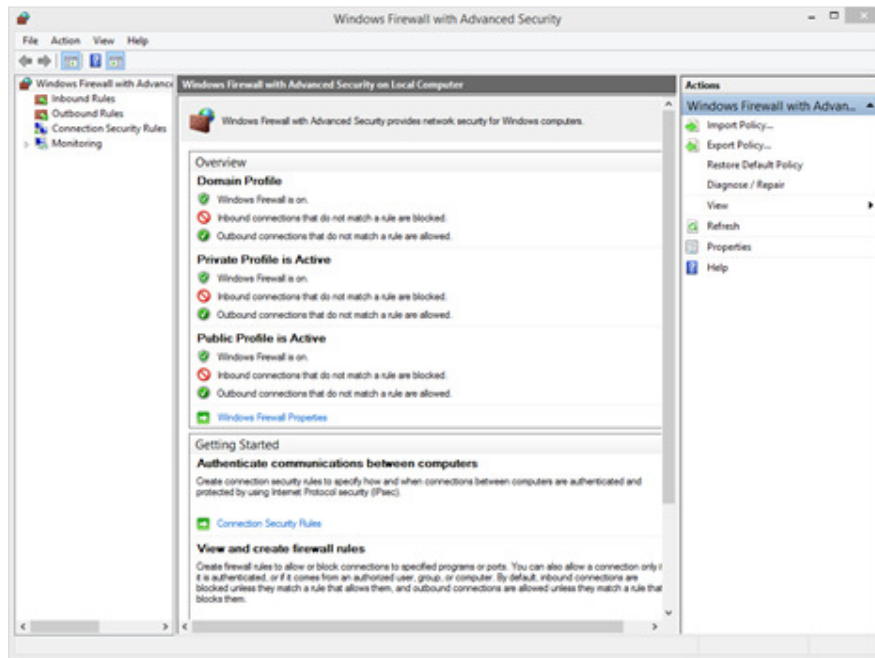 Windows Firewall with Advanced Security
File Action View Help
Windows Firewall with Advanc
Inbound Rules
Outbound Rules
Connection Security Rules
Monitoring
Windows Firewall with Advanced Security on Local Computer
Windows Firewall with Advanced Security provides network security for Windows computers.
Overview
Domain Profile
Windows Firewall is on.
Inbound connections that do not match a rule are blocked.
Outbound connections that do not match a rule are allowed.
Private Profile is Active
Windows Firewall is on.
Inbound connections that do not match a rule are blocked.
Outbound connections that do not match a rule are allowed.
Public Profile is Active
Windows Firewall is on.
Inbound connections that do not match a rule are blocked.
Outbound connections that do not match a rule are allowed.
Windows Firewall Properties
Getting Started
Authenticate communications between computers
Create connection security rules to specify how and when connections between computers are authenticated and
protected by using Internet Protocol security (IPsec).
Connection Security Rules
View and create firewall rules
Create firewall rules to allow or block connections to specified programs or ports. You can also allow a connection only i
it is authenticated, or if it comes from an authorized user, group, or computer. By default, inbound connections are
blocked unless they match a rule that allows them, and outbound connections are allowed unless they match a rule that
blocks them.
Actions
Windows Firewall with Advan...
Import Policy...
Export Policy...
Restore Default Policy
Diagnose / Repair
View
Refresh
Properties
Help